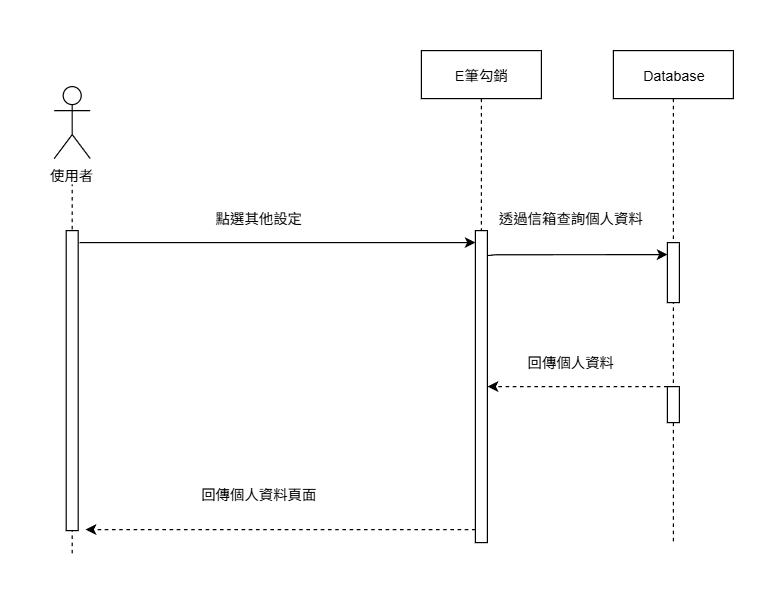 E筆勾銷
Database
使用者
點選其他設定
透過信箱查詢個人資料
回傳個人資料
回傳個人資料頁面